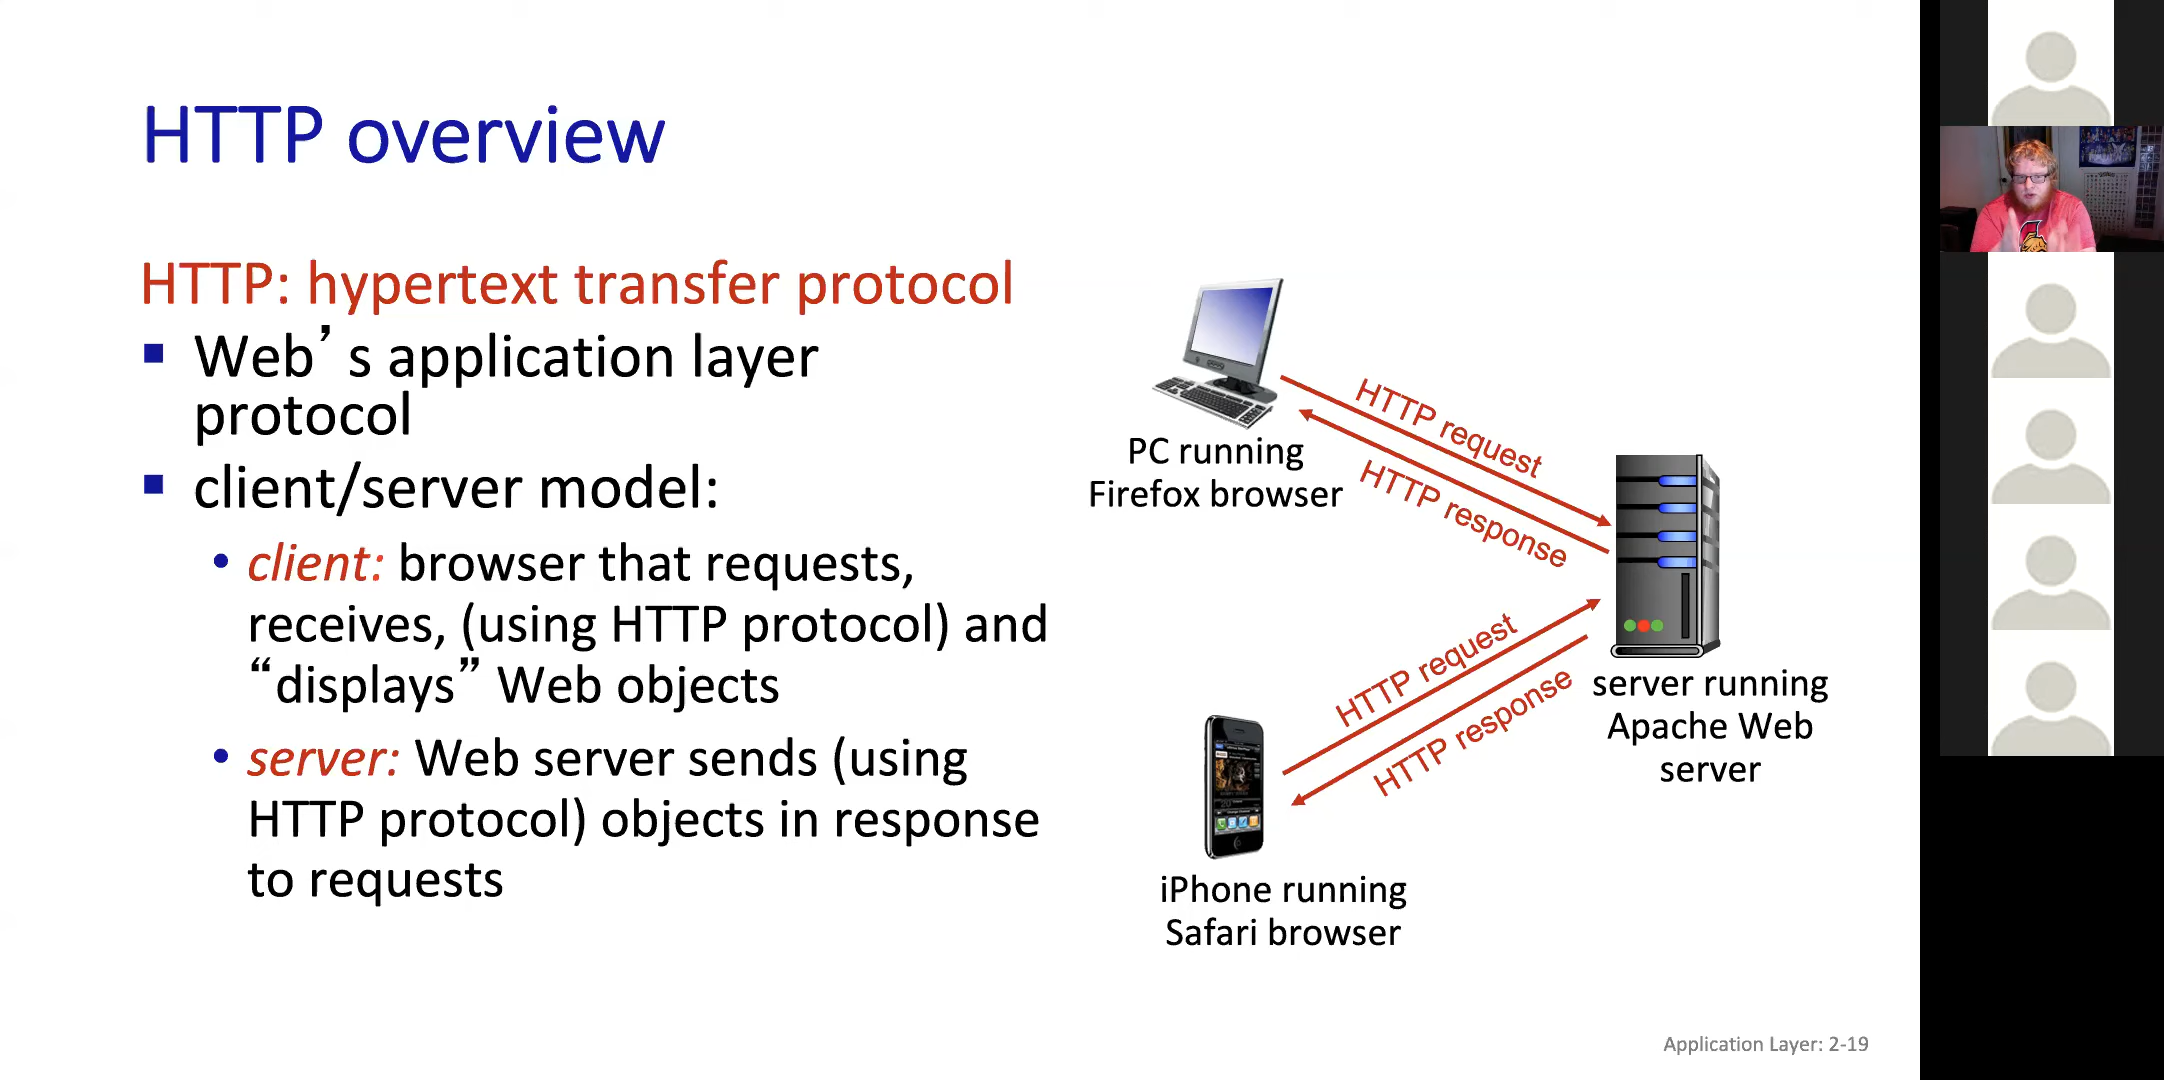 HTTP overview
HTTP: hypertext transfer protocol
Web’s application layer
protocol
client/server model:
client: browser that requests,
receives, (using HTTP protocol) and
“displays” Web objects
server: Web server sends (using
HTTP protocol) objects in response
to requests
PC running
Firefox browser
HTTP request
HTTP response
HTTP request
HTTP response
server running
Apache Web
server
iPhone running
Safari browser
Application Layer: 2-19